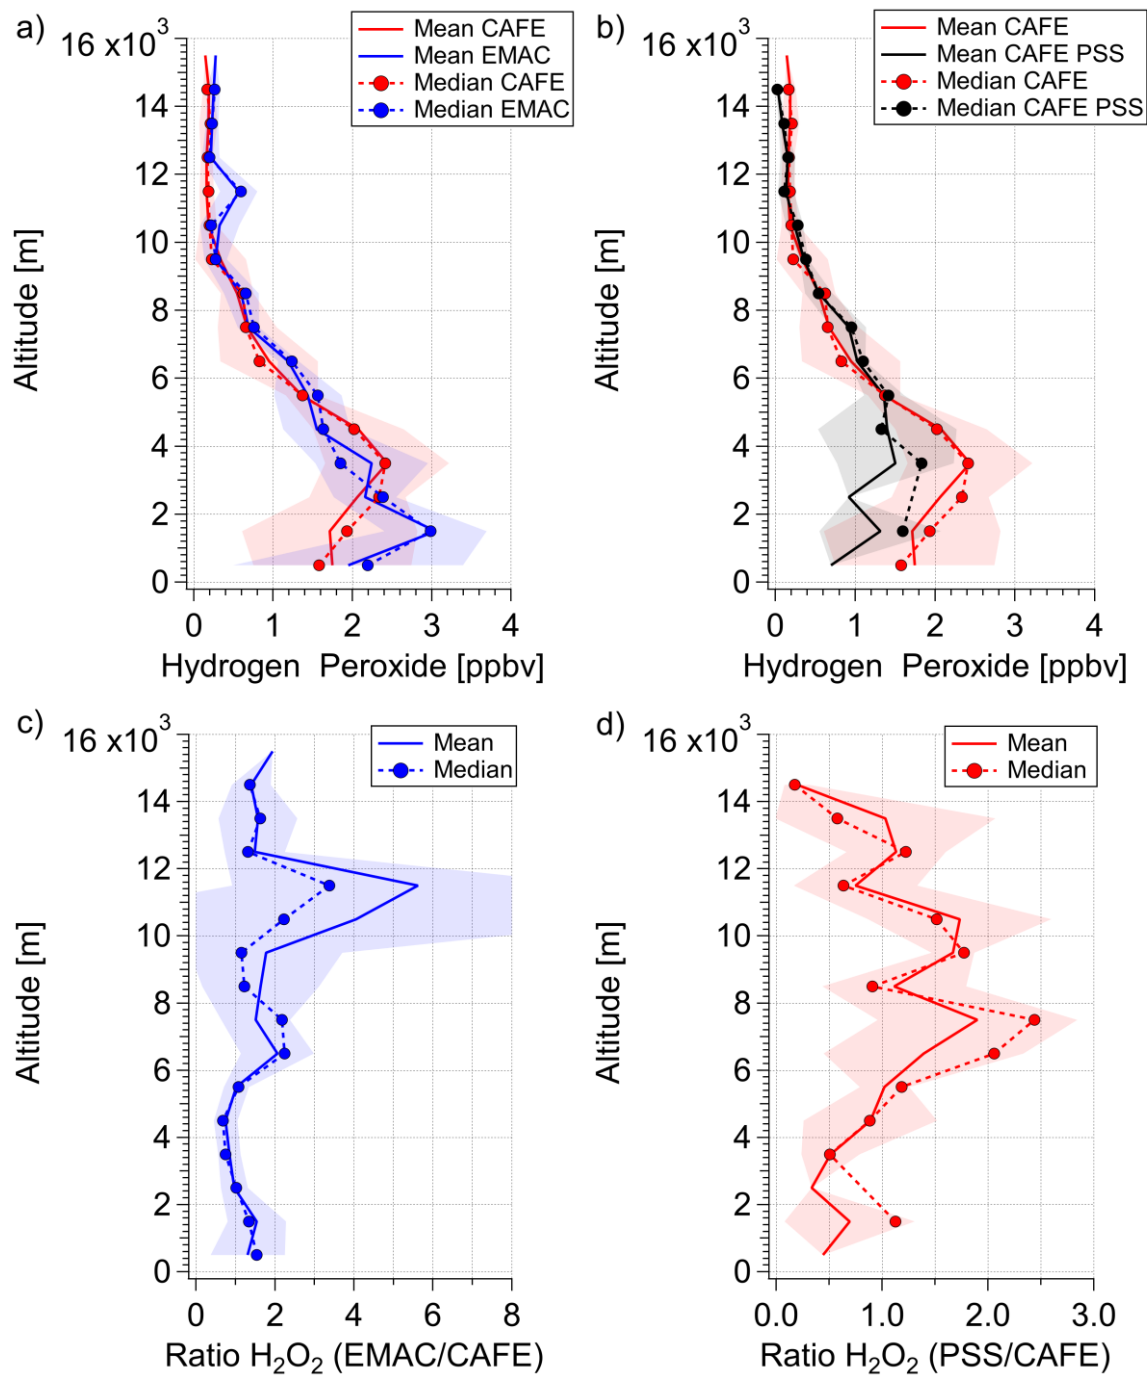 a)
16 x10³
14
12
10
8
6
4
2
0
Altitude [m]
Mean CAFE
Mean EMAC
Median CAFE
Median EMAC
0 1 2 3 4
Hydrogen Peroxide [ppbv]
b)
16 x10³
14
12
10
8
6
4
2
0
Altitude [m]
Mean CAFE
Mean CAFE PSS
Median CAFE
Median CAFE PSS
0 1 2 3 4
Hydrogen Peroxide [ppbv]
c)
16 x10³
14
12
10
8
6
4
2
0
Altitude [m]
Mean
Median
0 2 4 6 8
Ratio H₂O₂ (EMAC/CAFE)
d)
16 x10³
14
12
10
8
6
4
2
0
Altitude [m]
Mean
Median
0.0 1.0 2.0 3.0
Ratio H₂O₂ (PSS/CAFE)